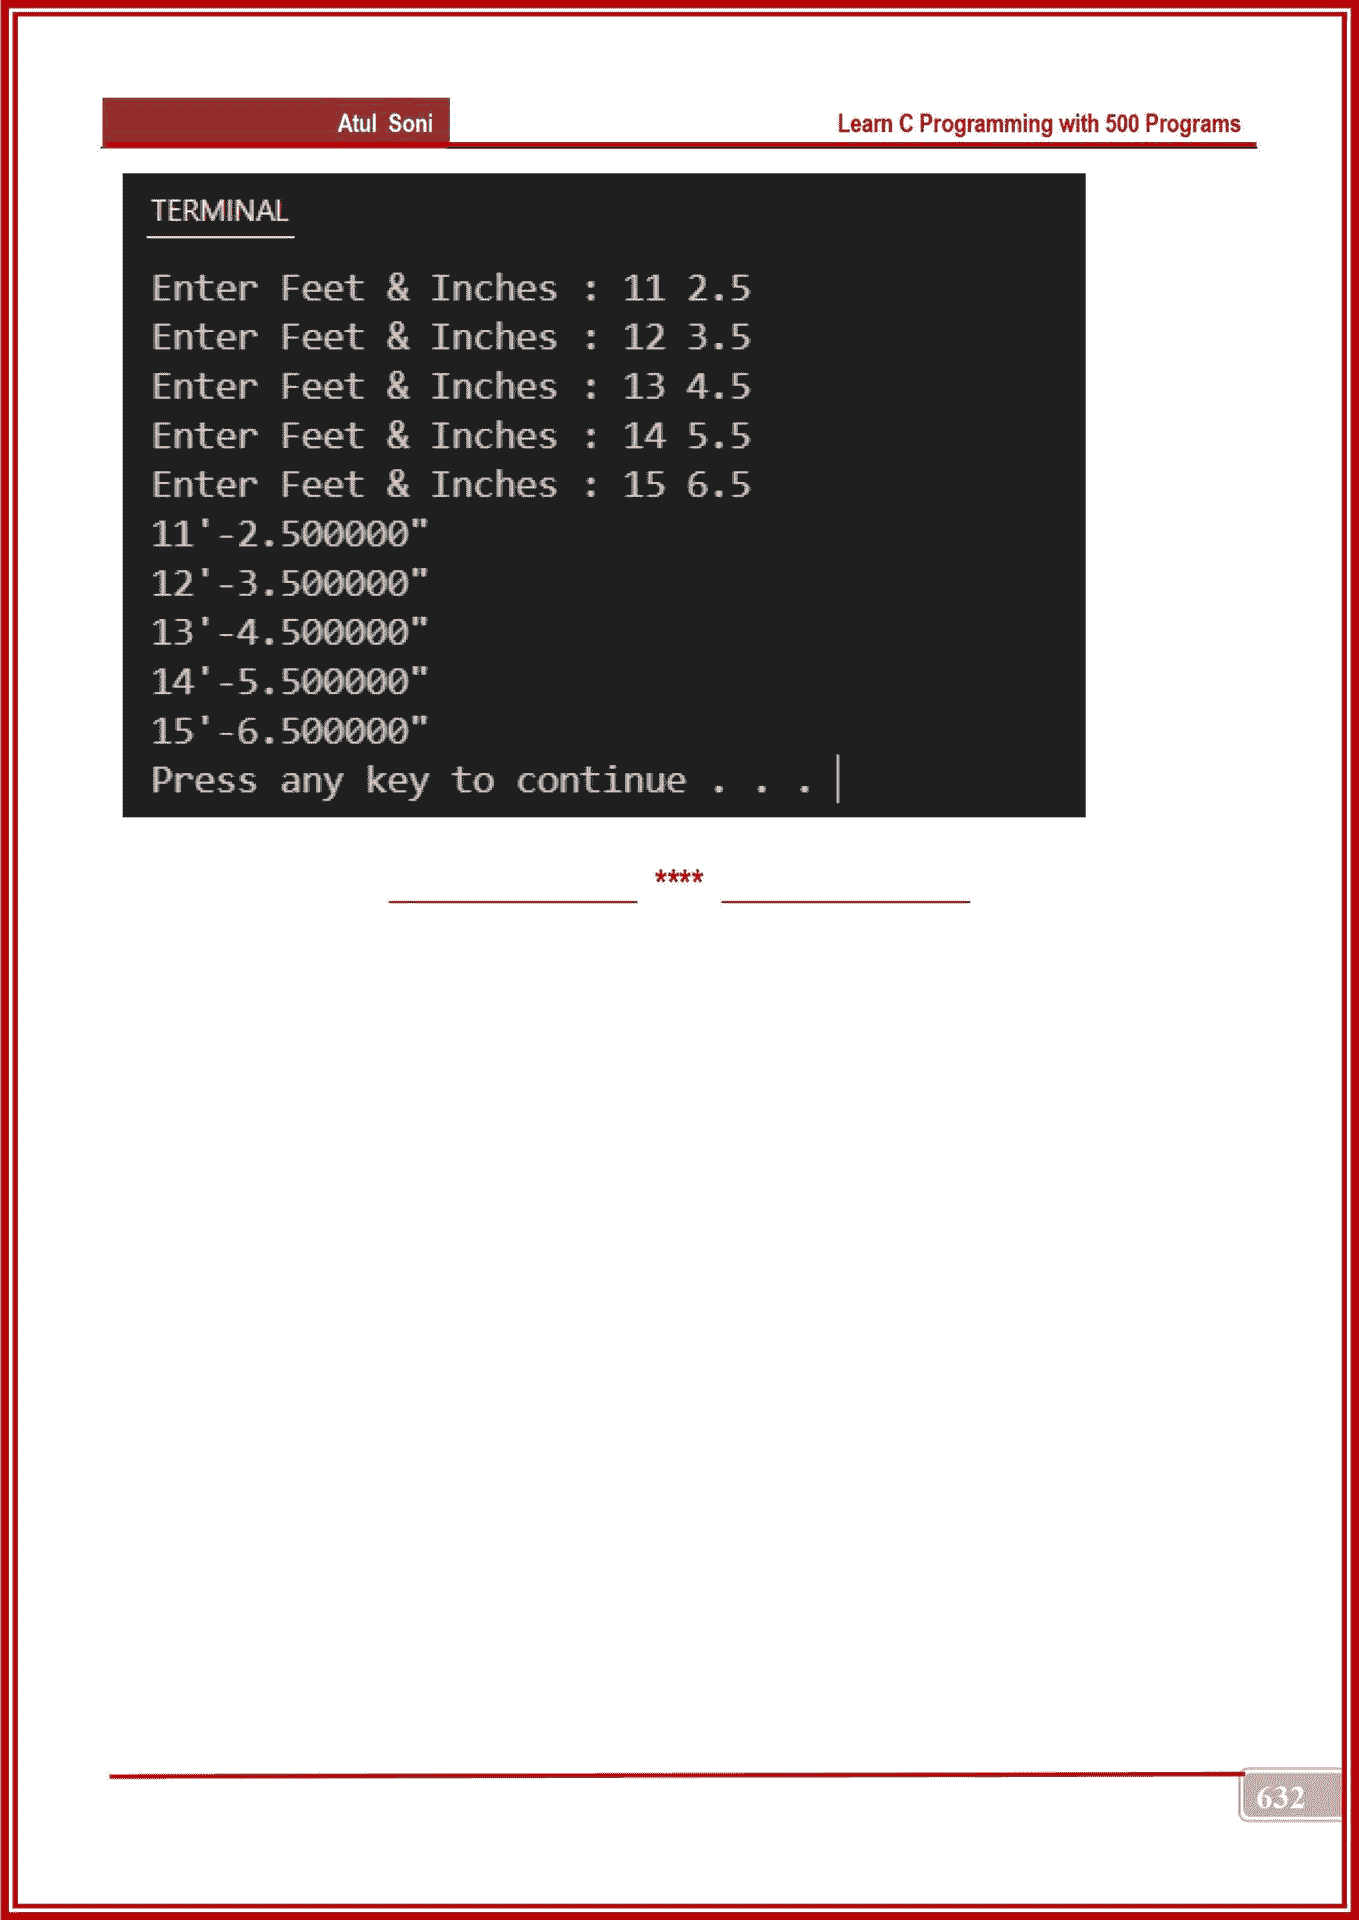 Atul Soni
Learn C Programming with 500 Programs
TERMINAL
Enter Feet & Inches : 11 2.5
Enter Feet & Inches : 12 3.5
Enter Feet & Inches : 13 4.5
Enter Feet & Inches : 14 5.5
Enter Feet & Inches : 15 6.5
11'-2.500000"
12'-3.500000"
13'-4.500000"
14'-5.500000"
15'-6.500000"
Press any key to continue . . .
****
632